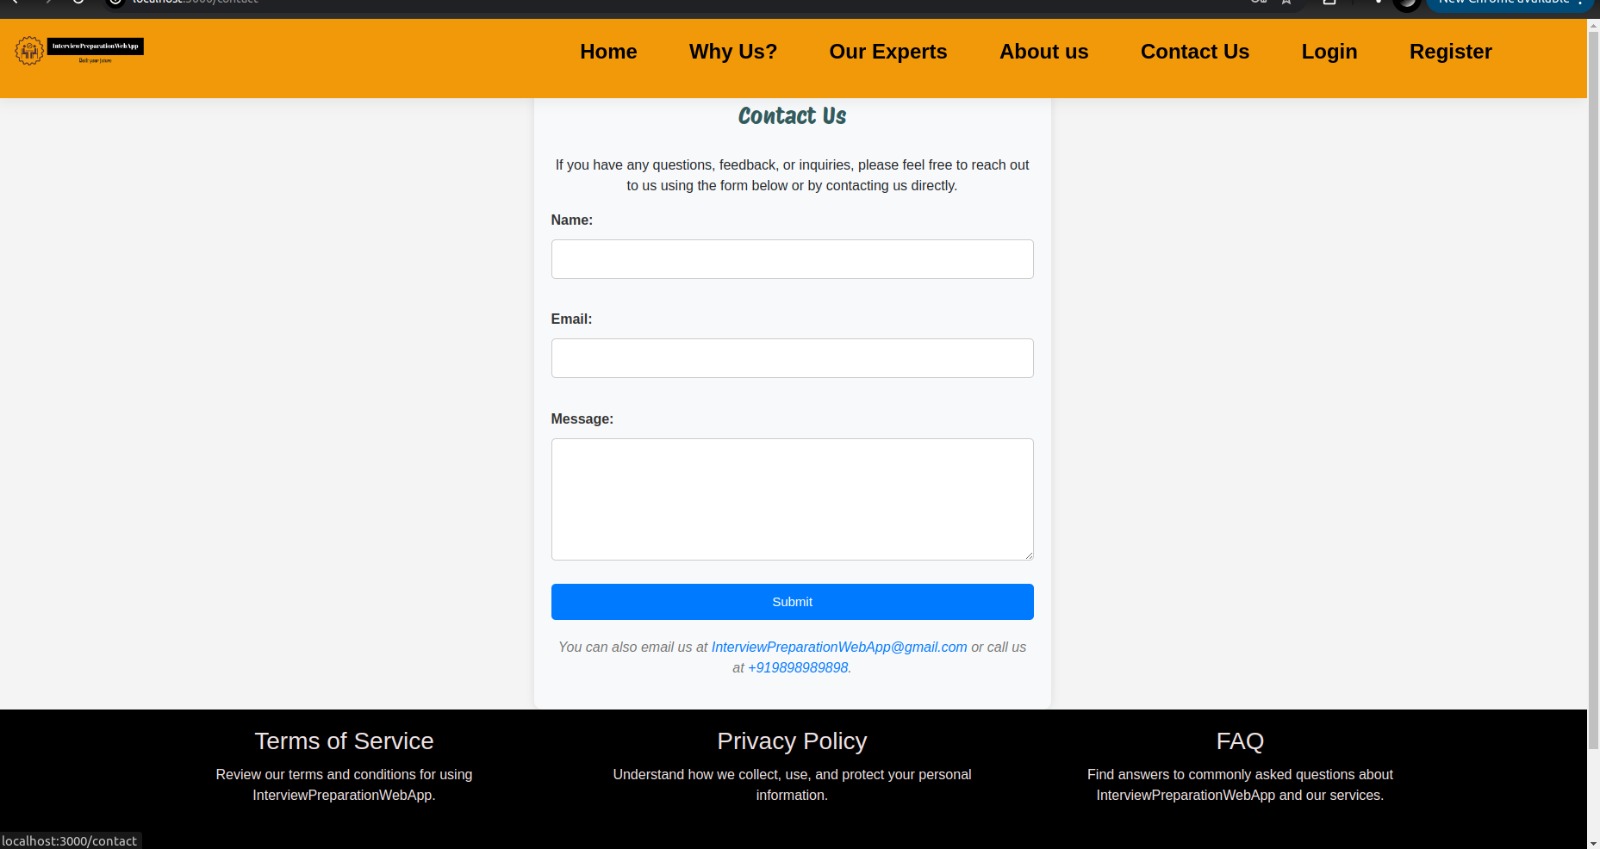 localhost:3000/contact
New Chrome available
InterviewPreparationWebApp
Home
Why Us?
Our Experts
About us
Contact Us
Login
Register
Contact Us
If you have any questions, feedback, or inquiries, please feel free to reach out
to us using the form below or by contacting us directly.
Name:
Email:
Message:
Submit
You can also email us at InterviewPreparationWebApp@gmail.com or call us
at +919898989898.
Terms of Service
Review our terms and conditions for using
InterviewPreparationWebApp.
Privacy Policy
Understand how we collect, use, and protect your personal
information.
FAQ
Find answers to commonly asked questions about
InterviewPreparationWebApp and our services.
localhost:3000/contact